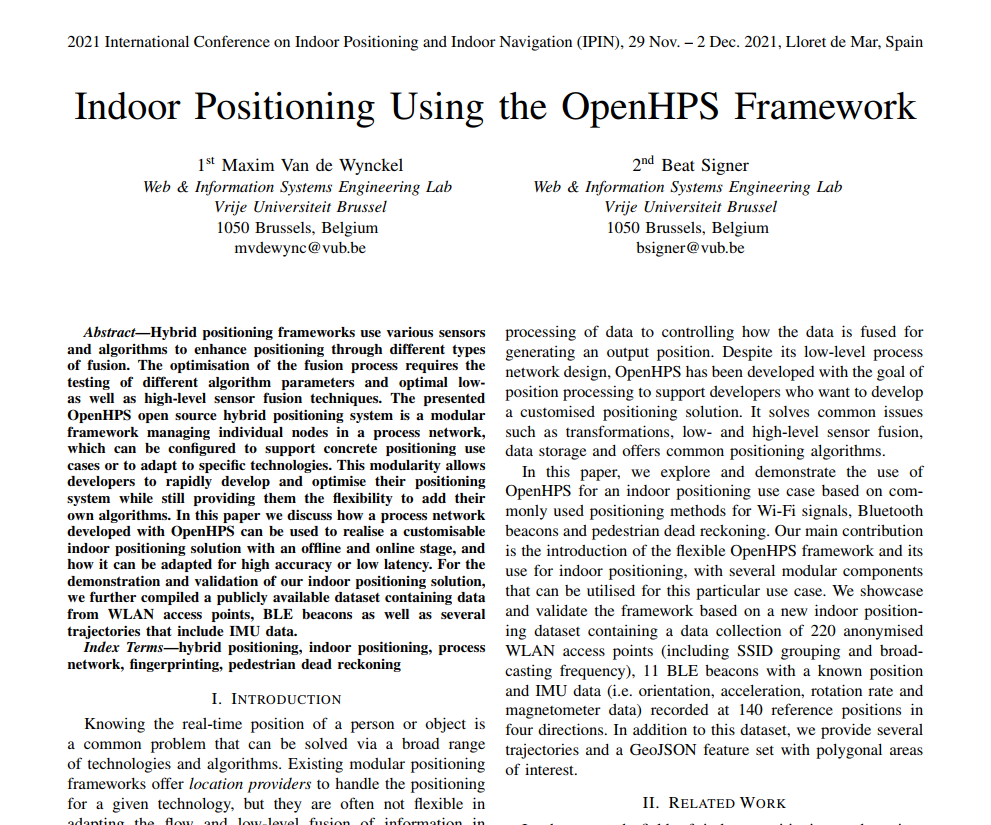 2021 International Conference on Indoor Positioning and Indoor Navigation (IPIN), 29 Nov. – 2 Dec. 2021, Lloret de Mar, Spain
Indoor Positioning Using the OpenHPS Framework
1st Maxim Van de Wynckel
Web & Information Systems Engineering Lab
Vrije Universiteit Brussel
1050 Brussels, Belgium
mvdewync@vub.be
2nd Beat Signer
Web & Information Systems Engineering Lab
Vrije Universiteit Brussel
1050 Brussels, Belgium
bsigner@vub.be
Abstract—Hybrid positioning frameworks use various sensors
and algorithms to enhance positioning through different types
of fusion. The optimisation of the fusion process requires the
testing of different algorithm parameters and optimal low-
as well as high-level sensor fusion techniques. The presented
OpenHPS open source hybrid positioning system is a modular
framework managing individual nodes in a process network,
which can be configured to support concrete positioning use
cases or to adapt to specific technologies. This modularity allows
developers to rapidly develop and optimise their positioning
system while still providing them the flexibility to add their
own algorithms. In this paper we discuss how a process network
developed with OpenHPS can be used to realise a customisable
indoor positioning solution with an offline and online stage, and
how it can be adapted for high accuracy or low latency. For the
demonstration and validation of our indoor positioning solution,
we further compiled a publicly available dataset containing data
from WLAN access points, BLE beacons as well as several
trajectories that include IMU data.
Index Terms—hybrid positioning, indoor positioning, process
network, fingerprinting, pedestrian dead reckoning
I. INTRODUCTION
Knowing the real-time position of a person or object is
a common problem that can be solved via a broad range
of technologies and algorithms. Existing modular positioning
frameworks offer location providers to handle the positioning
for a given technology, but they are often not flexible in
adapting the flow and low-level fusion of information in
processing of data to controlling how the data is fused for
generating an output position. Despite its low-level process
network design, OpenHPS has been developed with the goal of
position processing to support developers who want to develop
a customised positioning solution. It solves common issues
such as transformations, low- and high-level sensor fusion,
data storage and offers common positioning algorithms.
In this paper, we explore and demonstrate the use of
OpenHPS for an indoor positioning use case based on com-
monly used positioning methods for Wi-Fi signals, Bluetooth
beacons and pedestrian dead reckoning. Our main contribution
is the introduction of the flexible OpenHPS framework and its
use for indoor positioning, with several modular components
that can be utilised for this particular use case. We showcase
and validate the framework based on a new indoor position-
ing dataset containing a data collection of 220 anonymised
WLAN access points (including SSID grouping and broad-
casting frequency), 11 BLE beacons with a known position
and IMU data (i.e. orientation, acceleration, rotation rate and
magnetometer data) recorded at 140 reference positions in
four directions. In addition to this dataset, we provide several
trajectories and a GeoJSON feature set with polygonal areas
of interest.
II. RELATED WORK